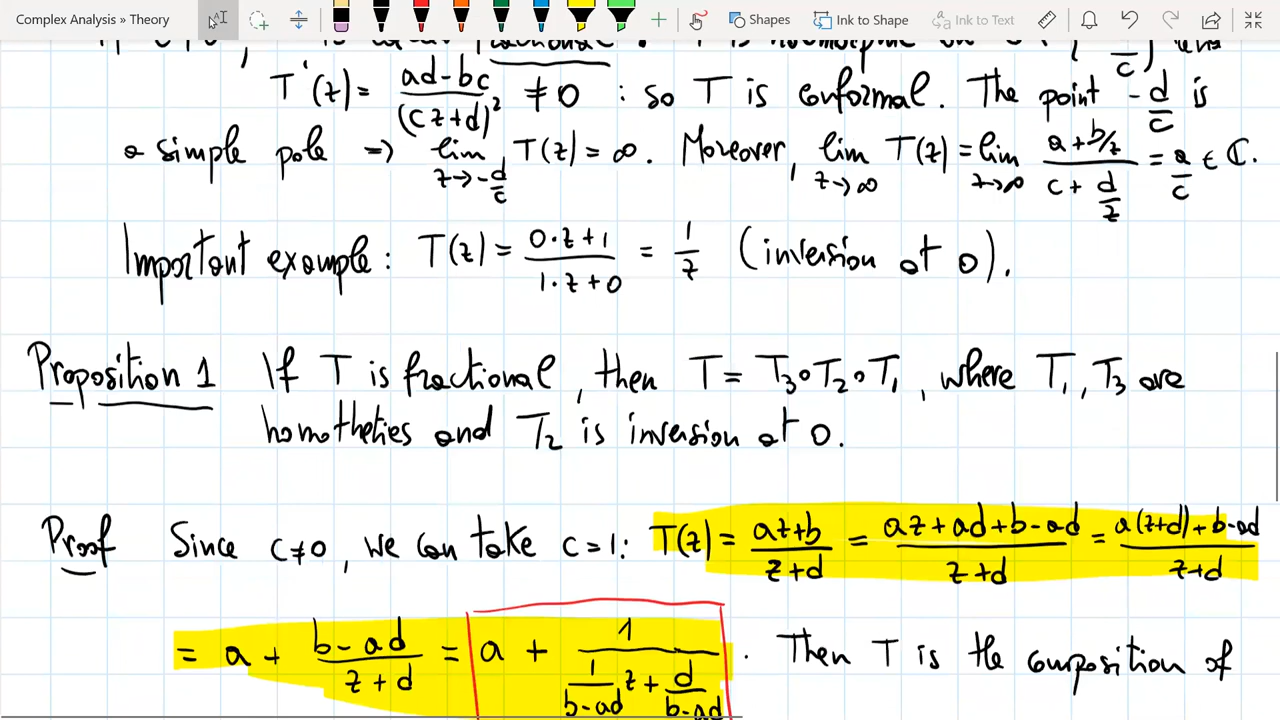 Complex Analysis » Theory
Shapes Ink to Shape Ink to Text
T'(z) = ad-bc/(cz+d)² ≠ 0 : so T is conformal. The point -d/c is
a simple pole => lim z→-d/c T(z) = ∞. Moreover, lim z→∞ T(z) = lim z→∞ (a+b/z)/(c+d/z) = a/c ∈ ℂ.
Important example: T(z) = (0·z+1)/(1·z+0) = 1/z (inversion at 0).
Proposition 1 If T is fractional, then T = T₃∘T₂∘T₁, where T₁, T₃ are
homotheties and T₂ is inversion at 0.
Proof Since c≠0, we can take c=1: T(z) = (az+b)/(z+d) = (az+ad+b-ad)/(z+d) = (a(z+d)+b-ad)/(z+d)
= a + (b-ad)/(z+d) = a + 1/((1/(b-ad))z + d/(b-ad)). Then T is the composition of